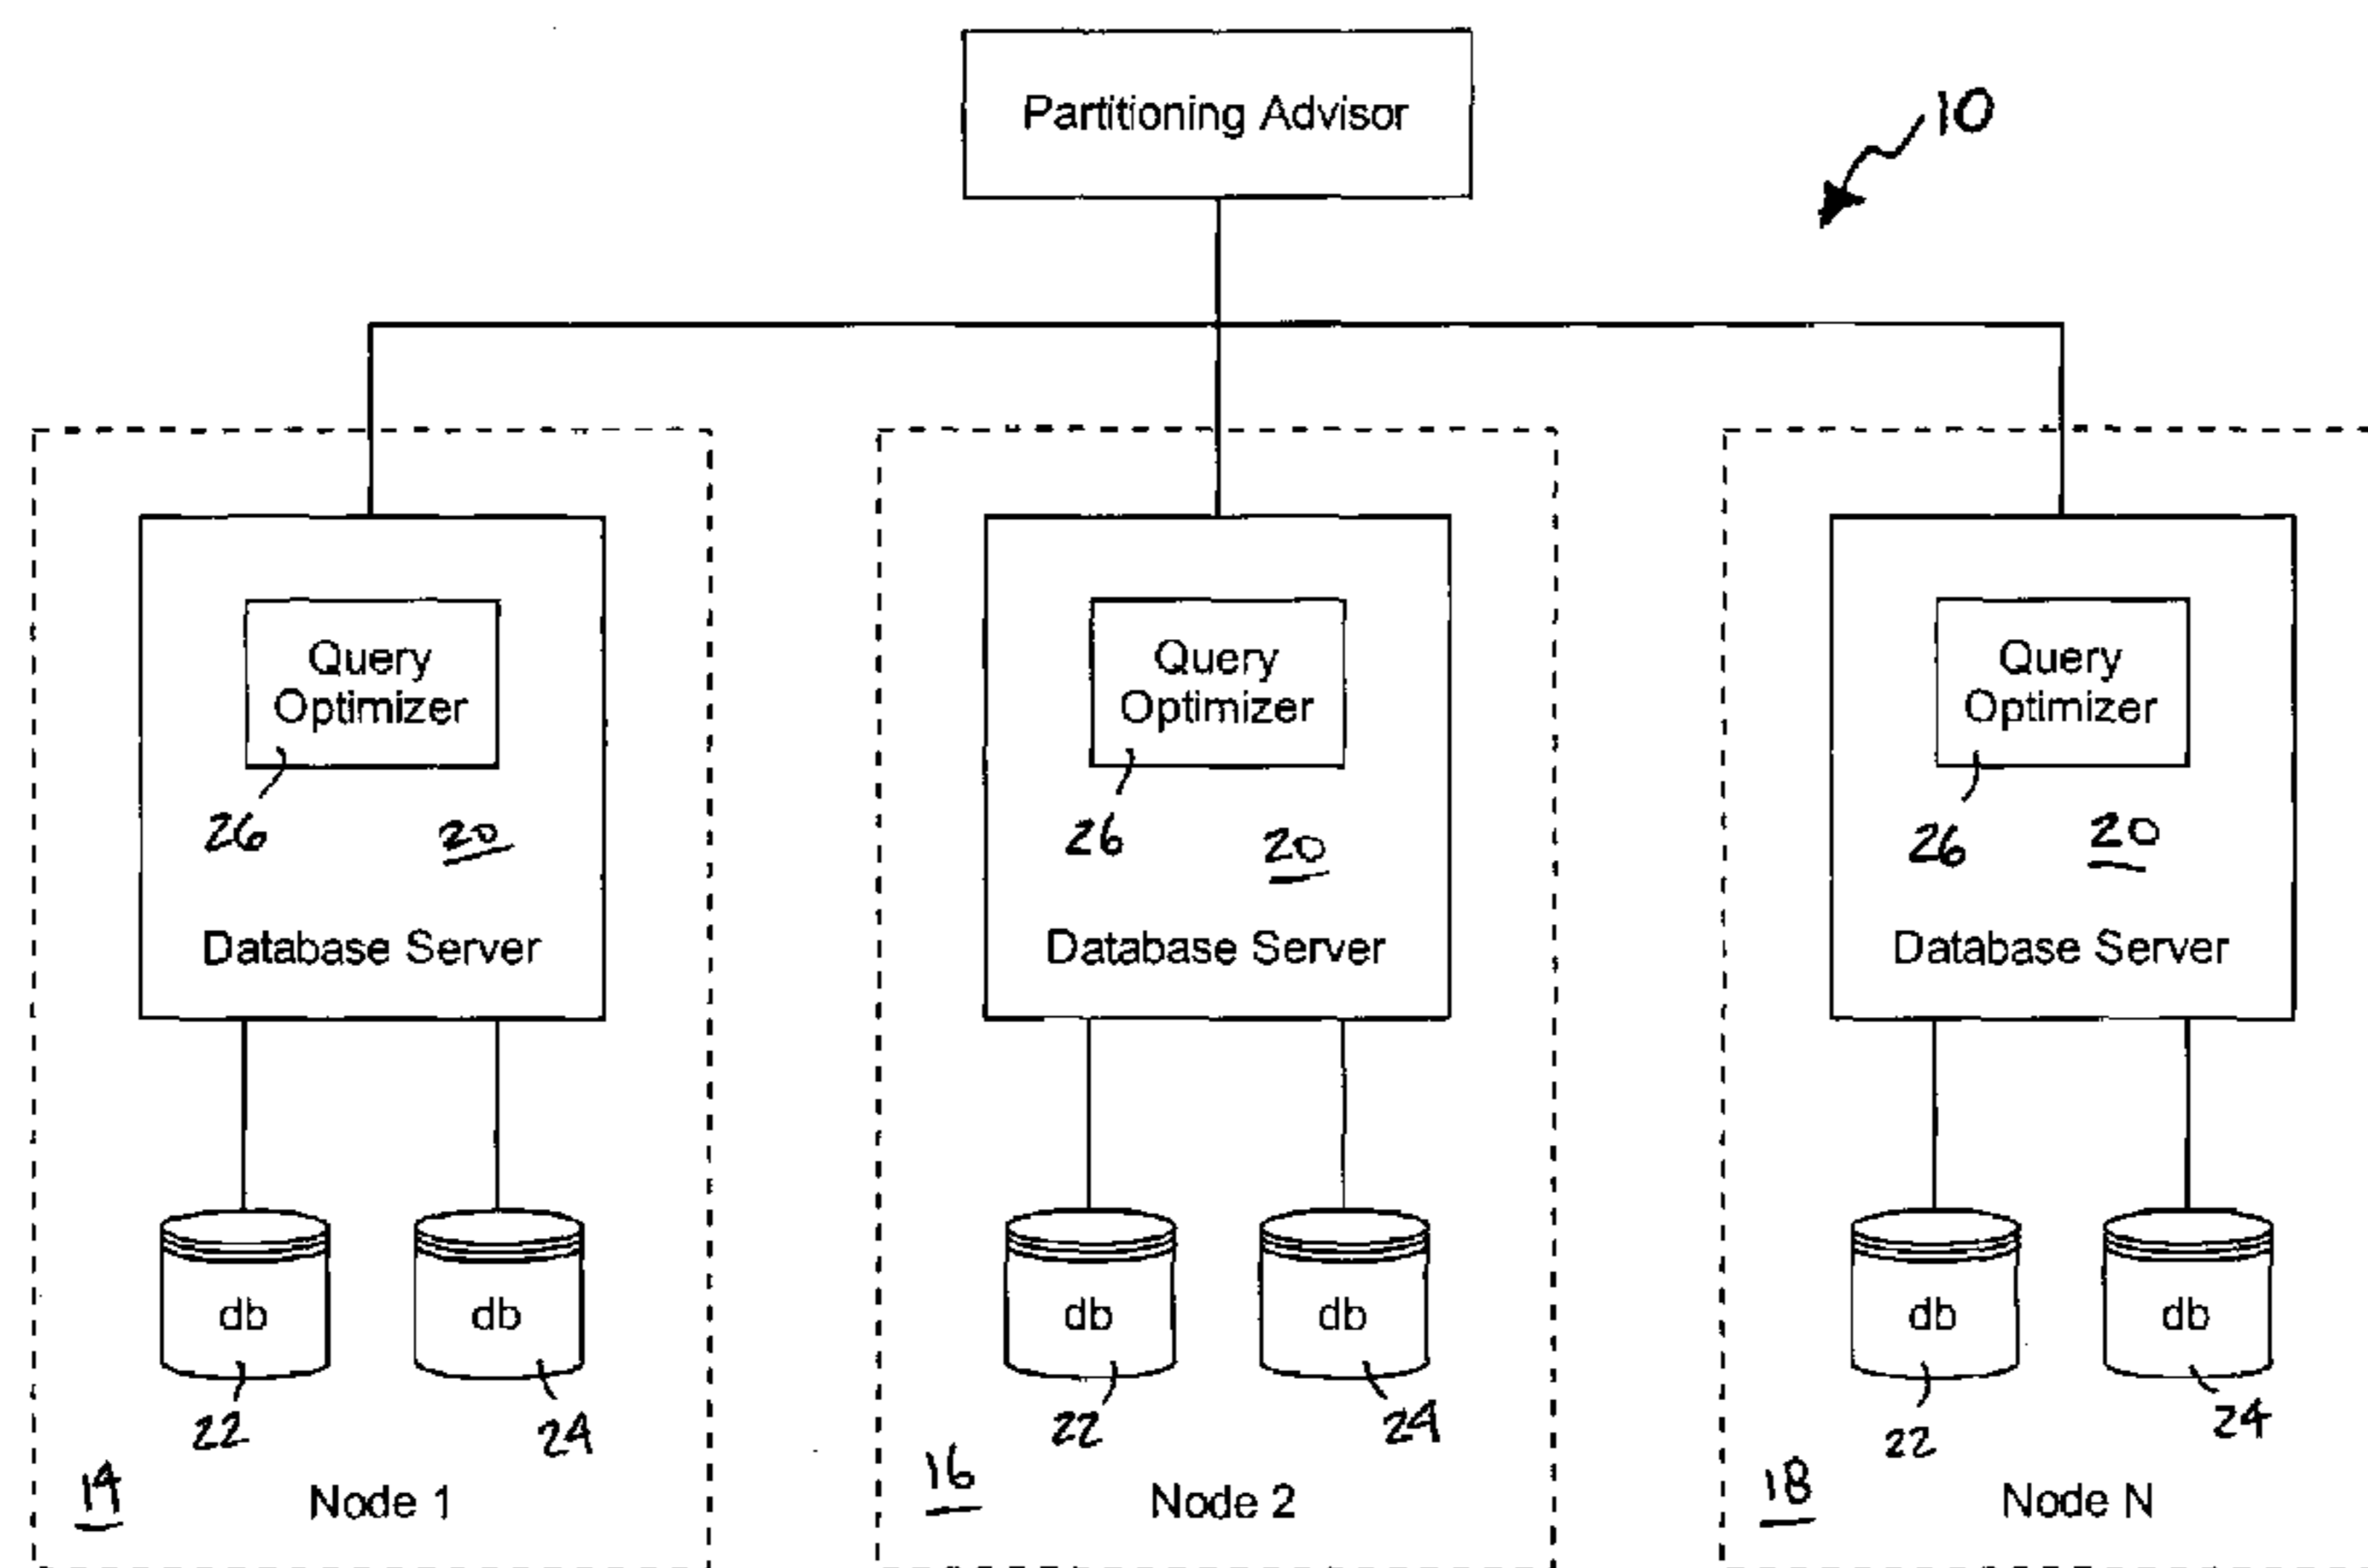 Partitioning Advisor
10
Query
Optimizer
26
20
Database Server
db
db
22
24
14
Node 1
Query
Optimizer
26
20
Database Server
db
db
22
24
16
Node 2
Query
Optimizer
26
20
Database Server
db
db
22
24
18
Node N